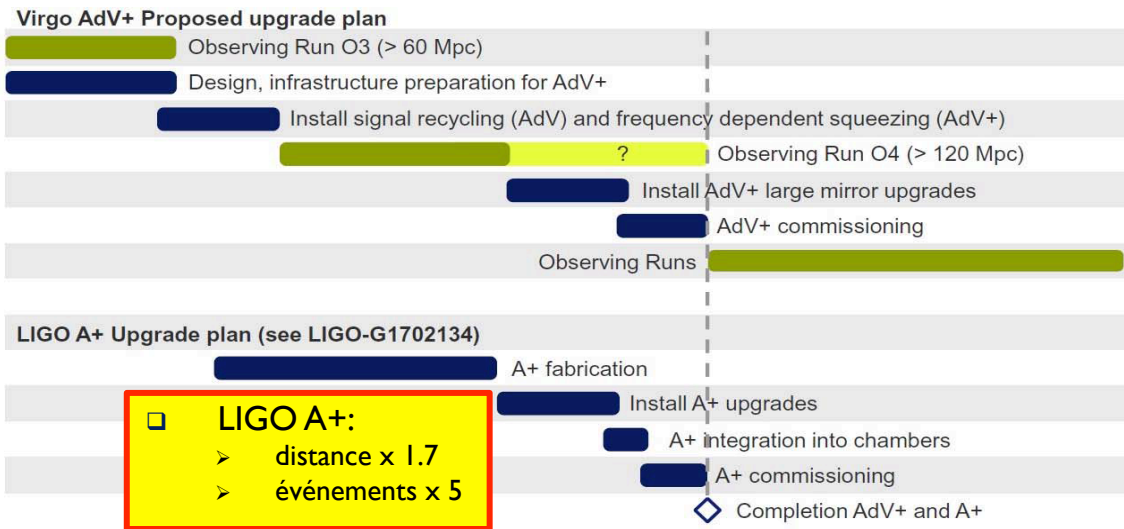 Virgo AdV+ Proposed upgrade plan
Observing Run O3 (> 60 Mpc)
Design, infrastructure preparation for AdV+
Install signal recycling (AdV) and frequency dependent squeezing (AdV+)
? Observing Run O4 (> 120 Mpc)
Install AdV+ large mirror upgrades
AdV+ commissioning
Observing Runs
LIGO A+ Upgrade plan (see LIGO-G1702134)
A+ fabrication
Install A+ upgrades
A+ integration into chambers
A+ commissioning
Completion AdV+ and A+
LIGO A+:
distance x 1.7
événements x 5